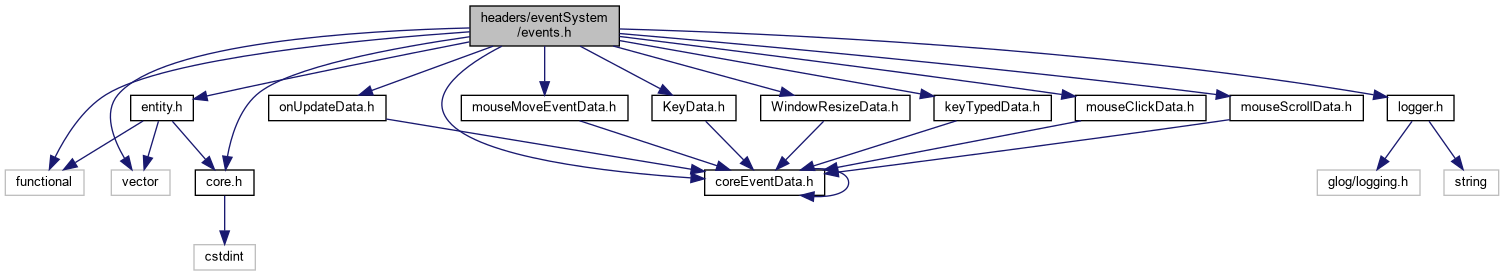 headers/eventSystem
/events.h
entity.h
onUpdateData.h
mouseMoveEventData.h
KeyData.h
WindowResizeData.h
keyTypedData.h
mouseClickData.h
mouseScrollData.h
logger.h
functional
vector
core.h
coreEventData.h
glog/logging.h
string
cstdint